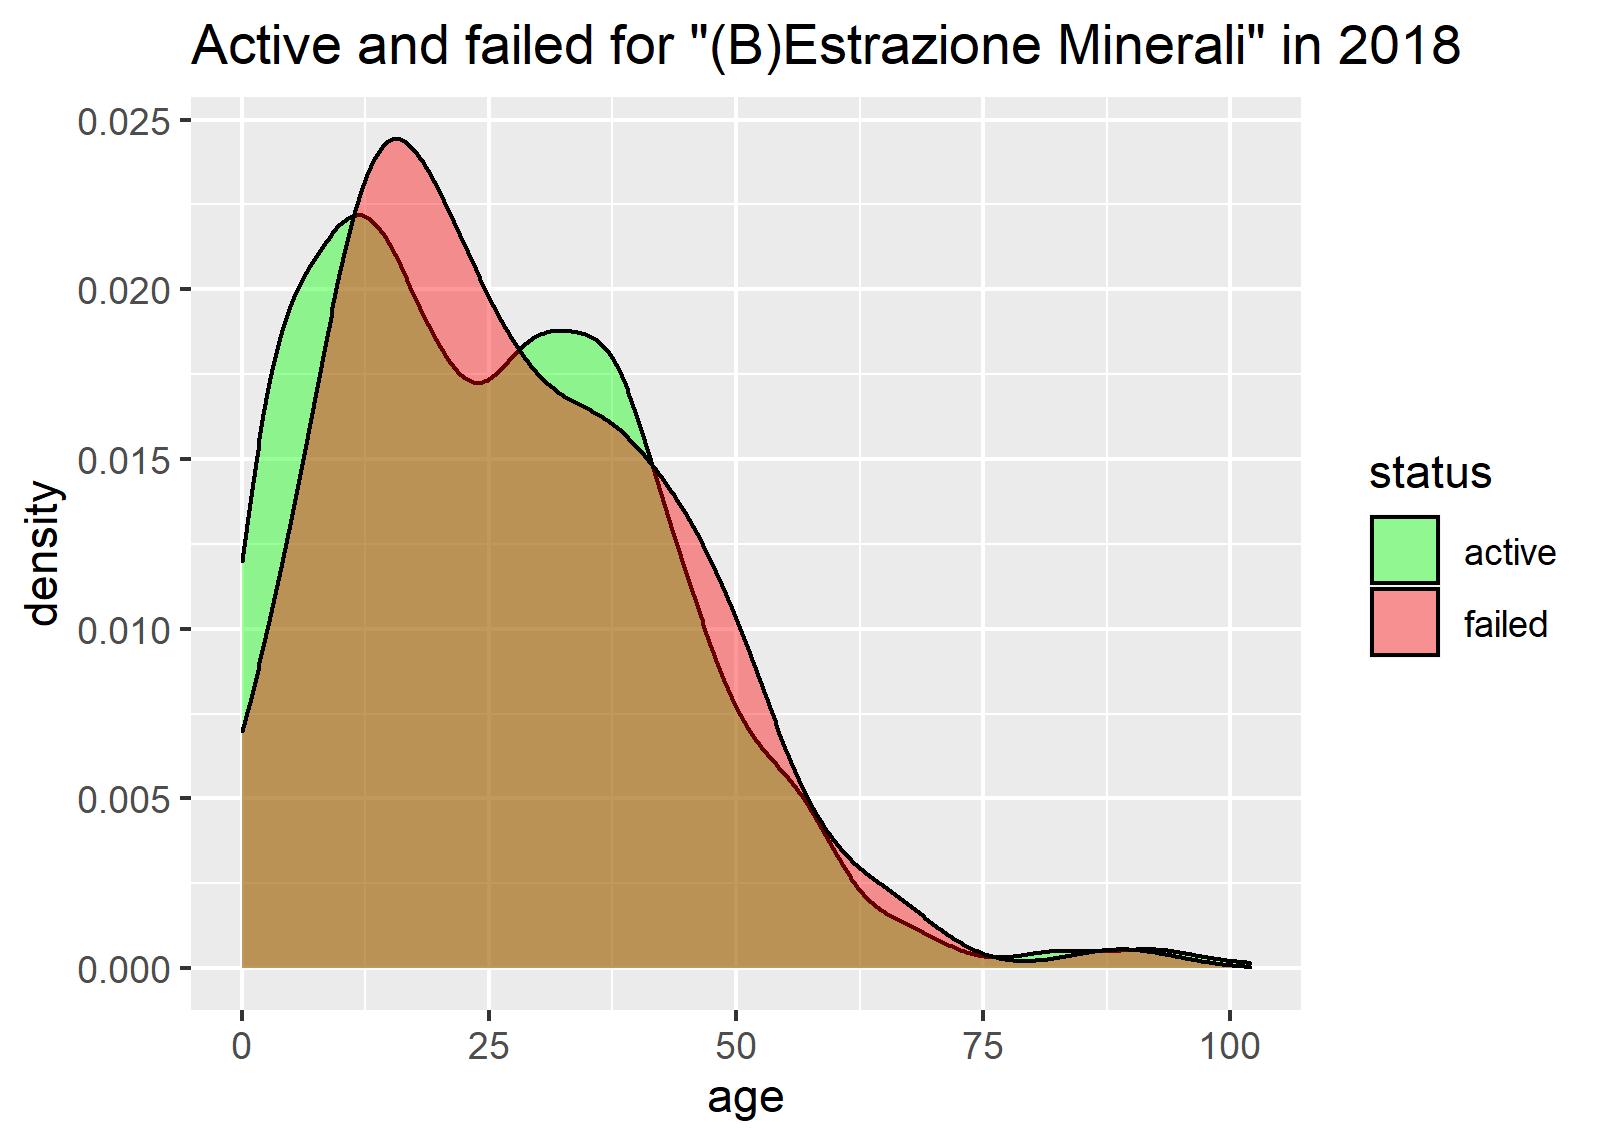 Active and failed for "(B)Estrazione Minerali" in 2018
0.025
0.020
0.015
0.010
0.005
0.000
density
0
25
50
75
100
age
status
active
failed